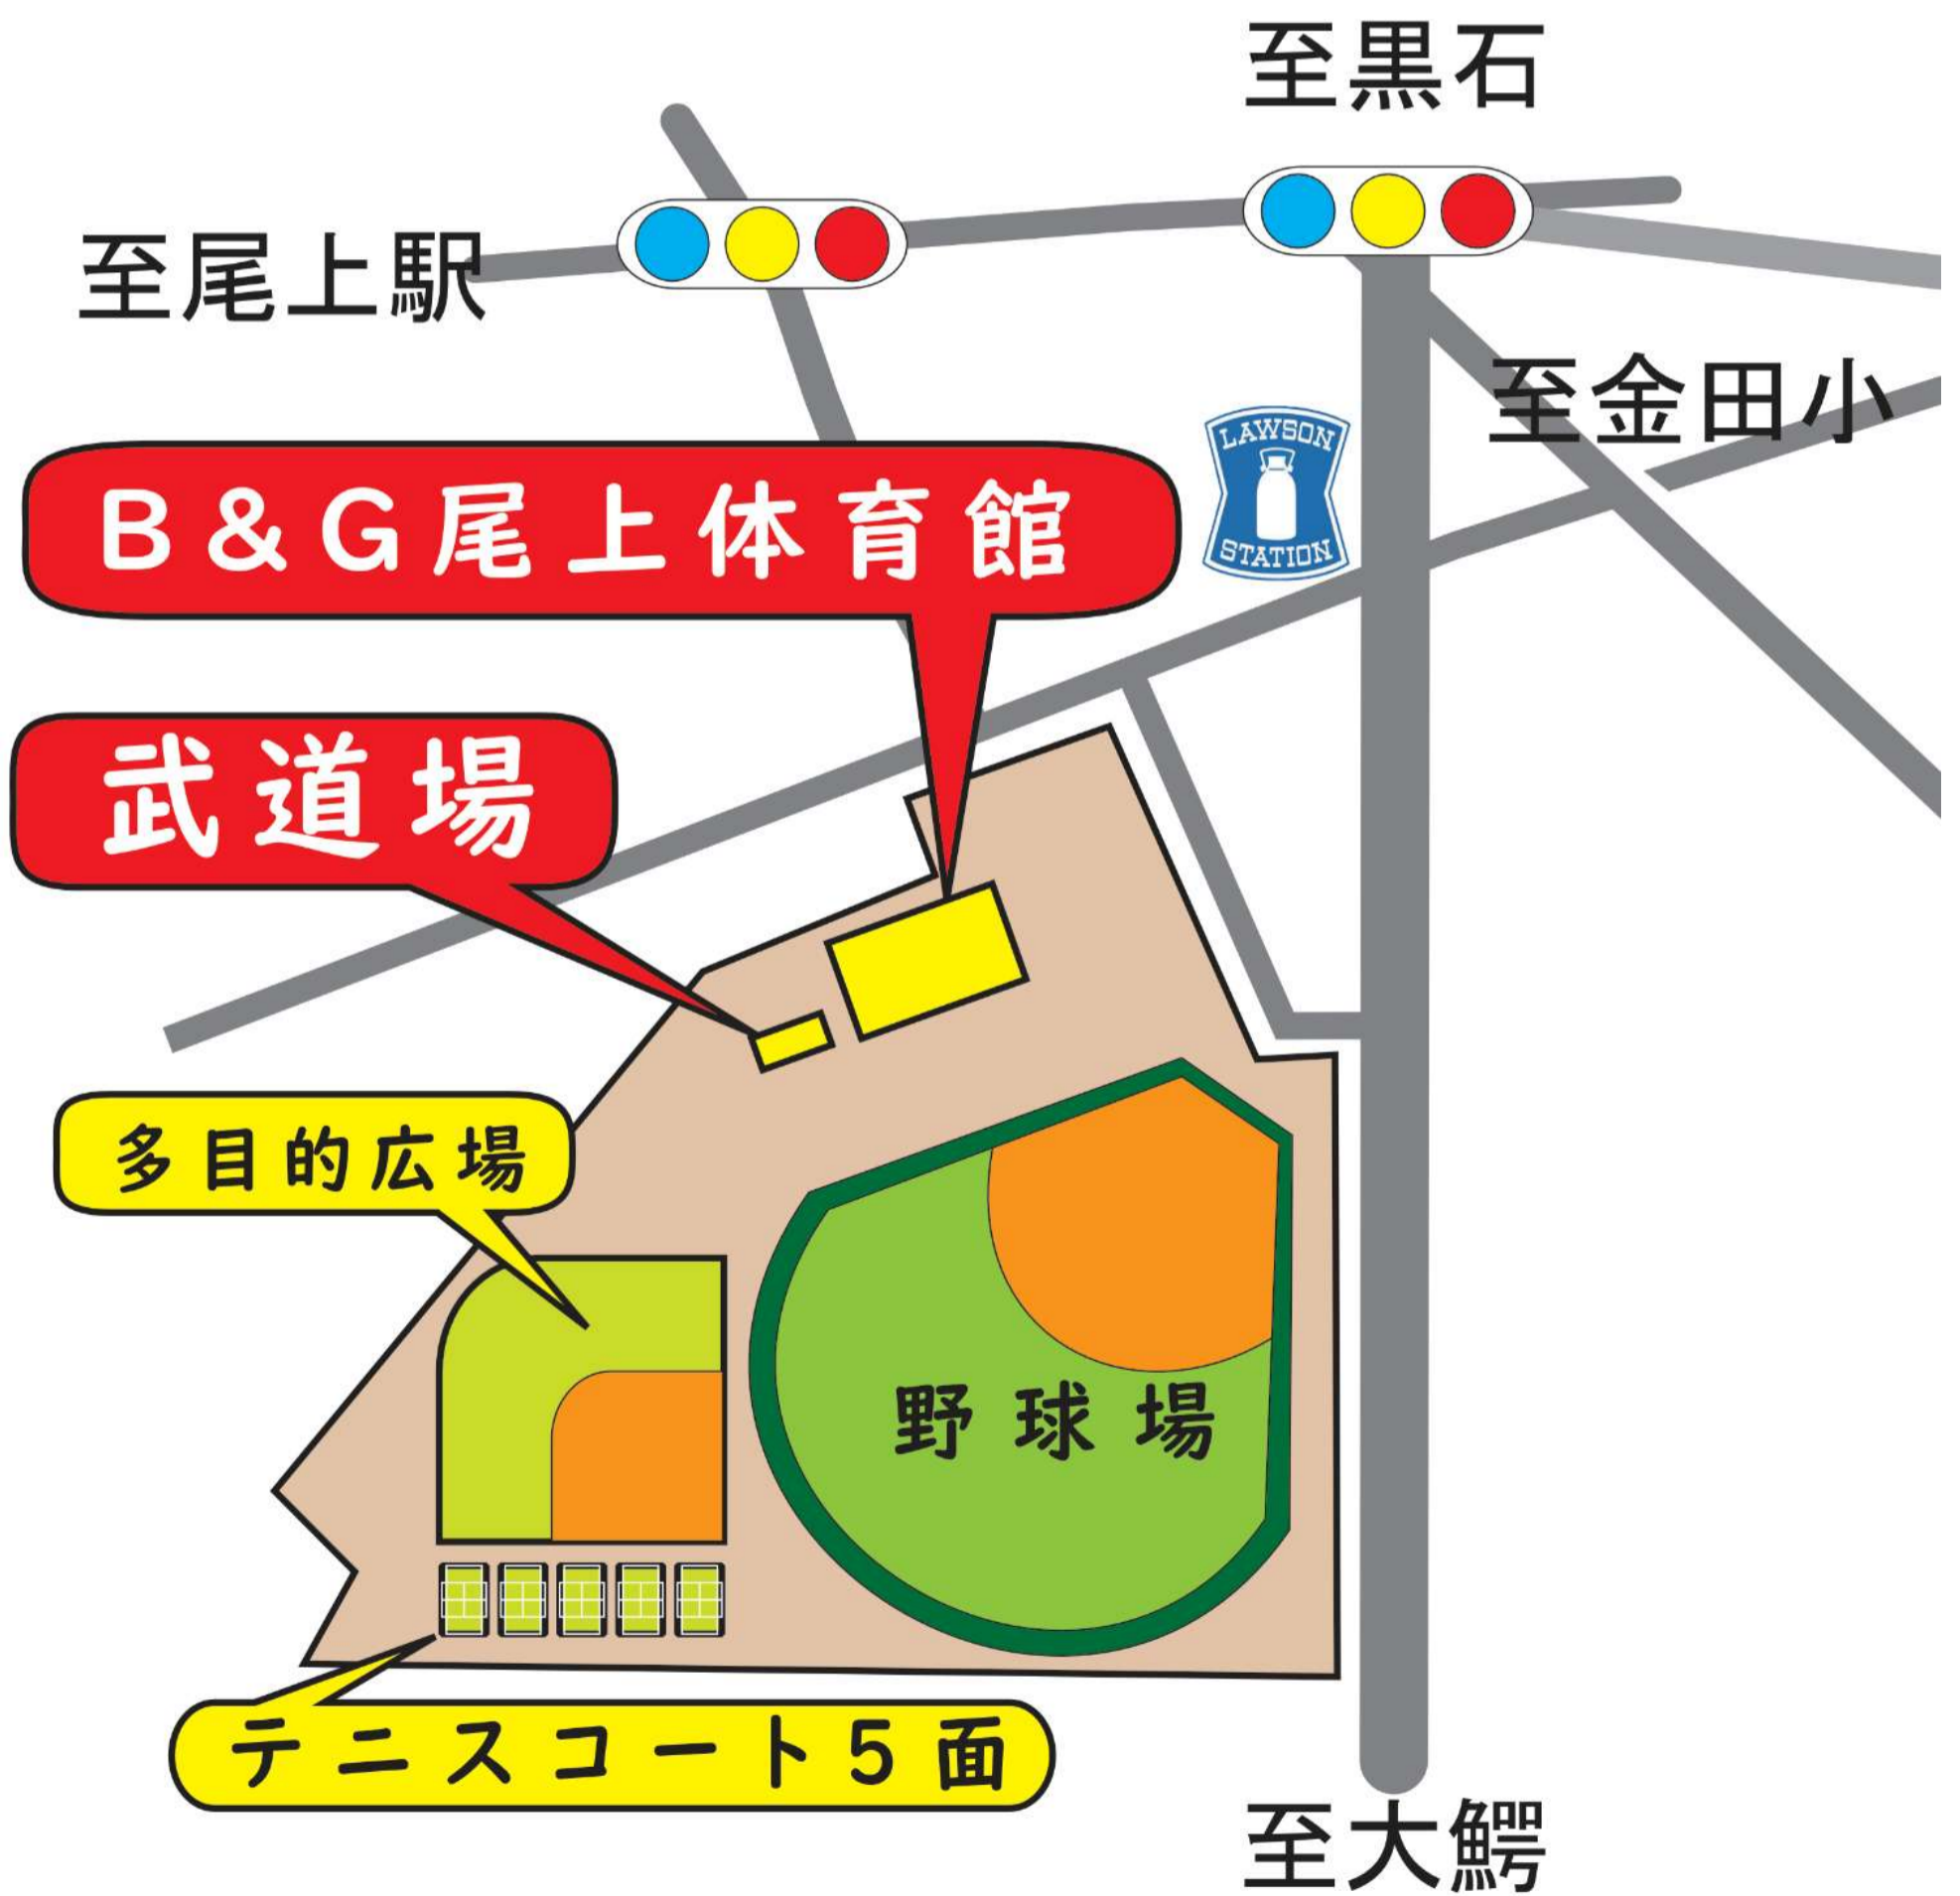 至黒石
至尾上駅
至金田小
LAWSON
STATION
B&G尾上体育館
武道場
多目的広場
野球場
テニスコート5面
至大鰐